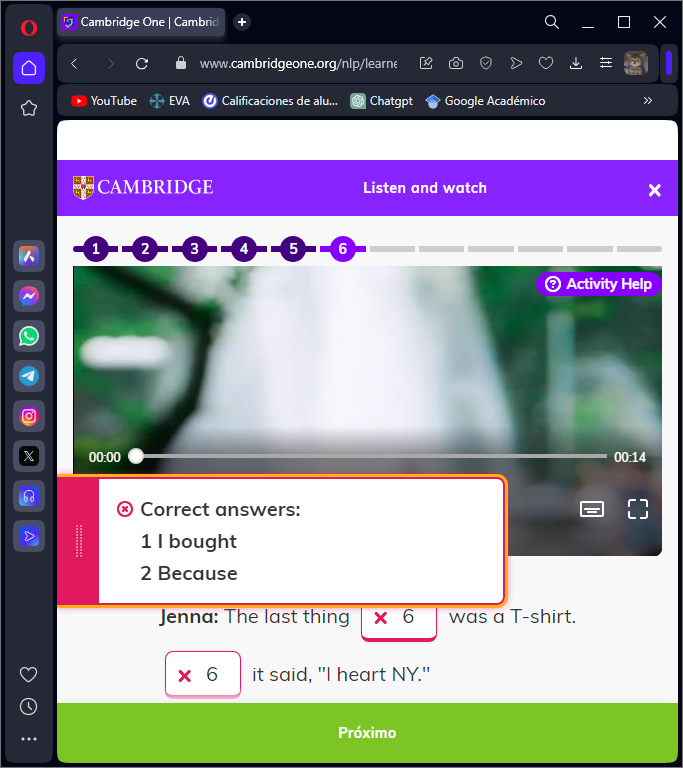 Cambridge One | Cambrid
www.cambridgeone.org/nlp/learne
YouTube EVA Calificaciones de alu... Chatgpt Google Académico »
CAMBRIDGE Listen and watch
1 2 3 4 5 6
Activity Help
00:00 00:14
Correct answers:
1 I bought
2 Because
Jenna: The last thing 6 was a T-shirt.
6 it said, "I heart NY."
Próximo